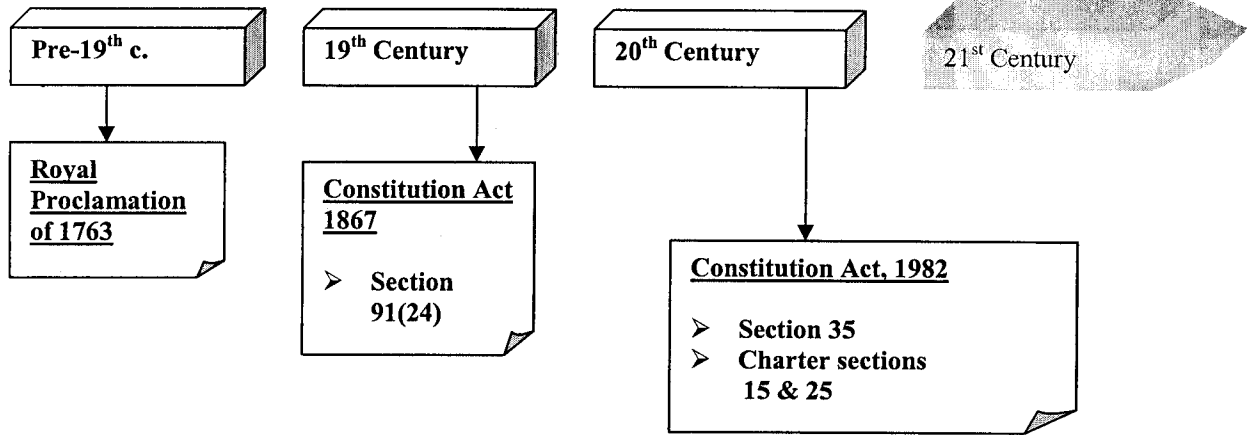 Pre-19th c.
19th Century
20th Century
21st Century
Royal
Proclamation
of 1763
Constitution Act
1867
➢ Section
91(24)
Constitution Act, 1982
➢ Section 35
➢ Charter sections
15 & 25